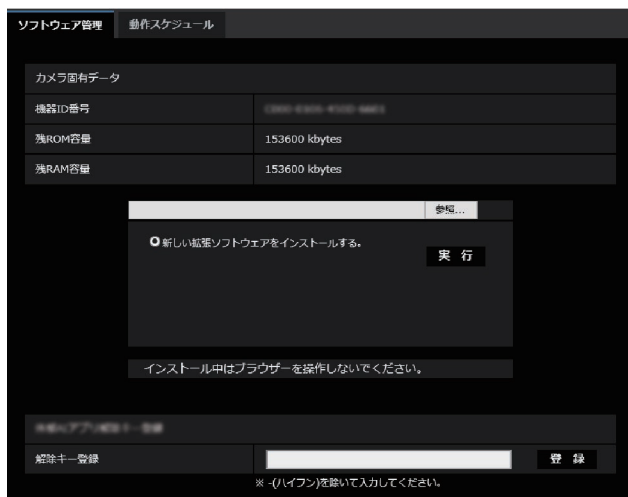 ソフトウェア管理 動作スケジュール
カメラ固有データ
機器ID番号
残ROM容量 153600 kbytes
残RAM容量 153600 kbytes
参照...
新しい拡張ソフトウェアをインストールする。
実 行
インストール中はブラウザーを操作しないでください。
解除キー登録 登 録
※ -(ハイフン)を除いて入力してください。